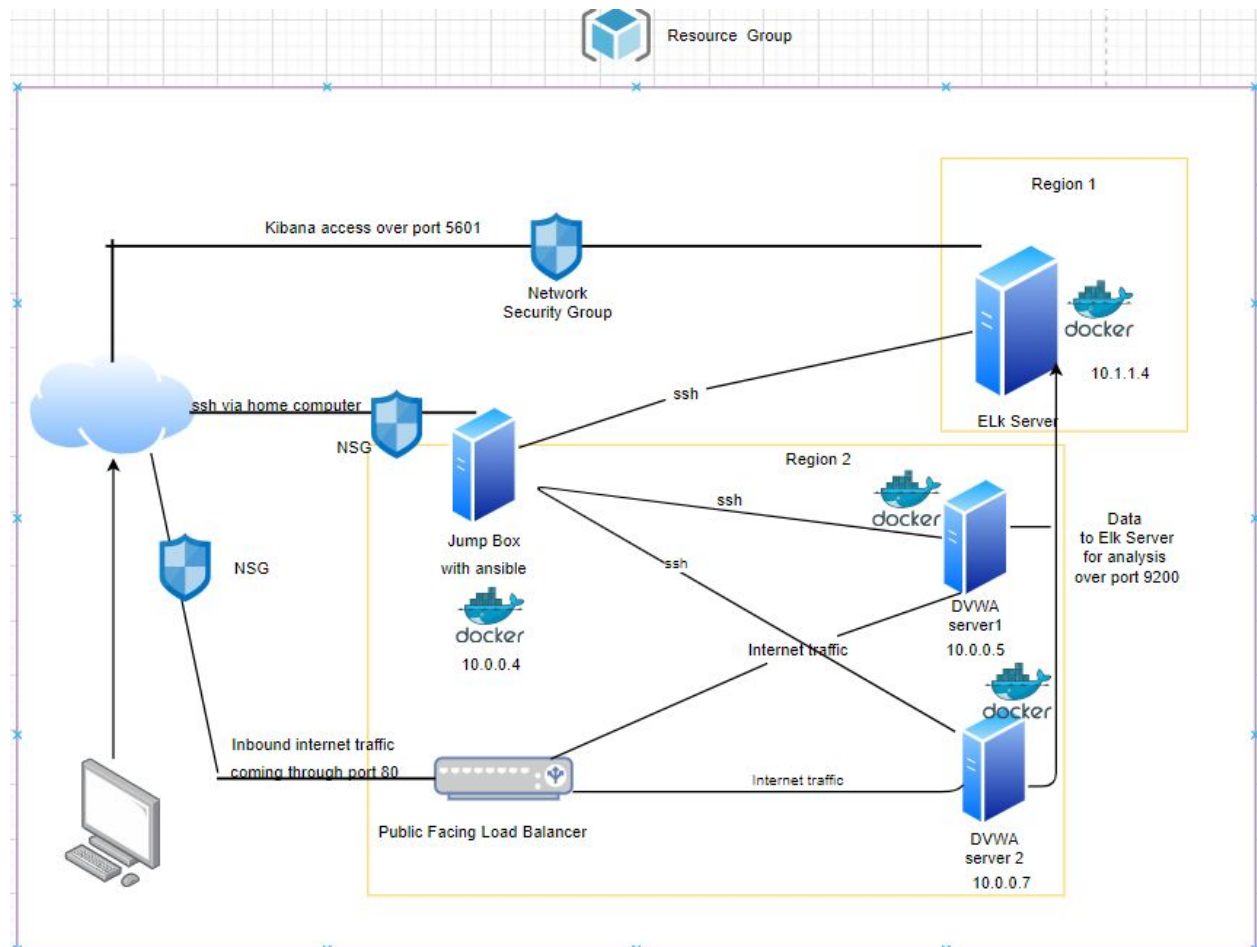 Resource Group
Region 1
Kibana access over port 5601
Network
Security Group
docker
10.1.1.4
ssh
ELk Server
ssh via home computer
NSG
Region 2
docker
ssh
Jump Box
with ansible
docker
10.0.0.4
ssh
Data
to Elk Server
for analysis
over port 9200
NSG
DVWA
server1
10.0.0.5
Internet traffic
docker
Inbound internet traffic
coming through port 80
Internet traffic
Public Facing Load Balancer
DVWA
server 2
10.0.0.7